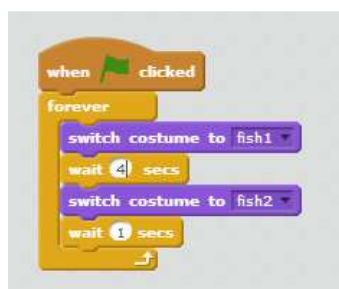 when clicked
forever
switch costume to fish1
wait 4 secs
switch costume to fish2
wait 1 secs